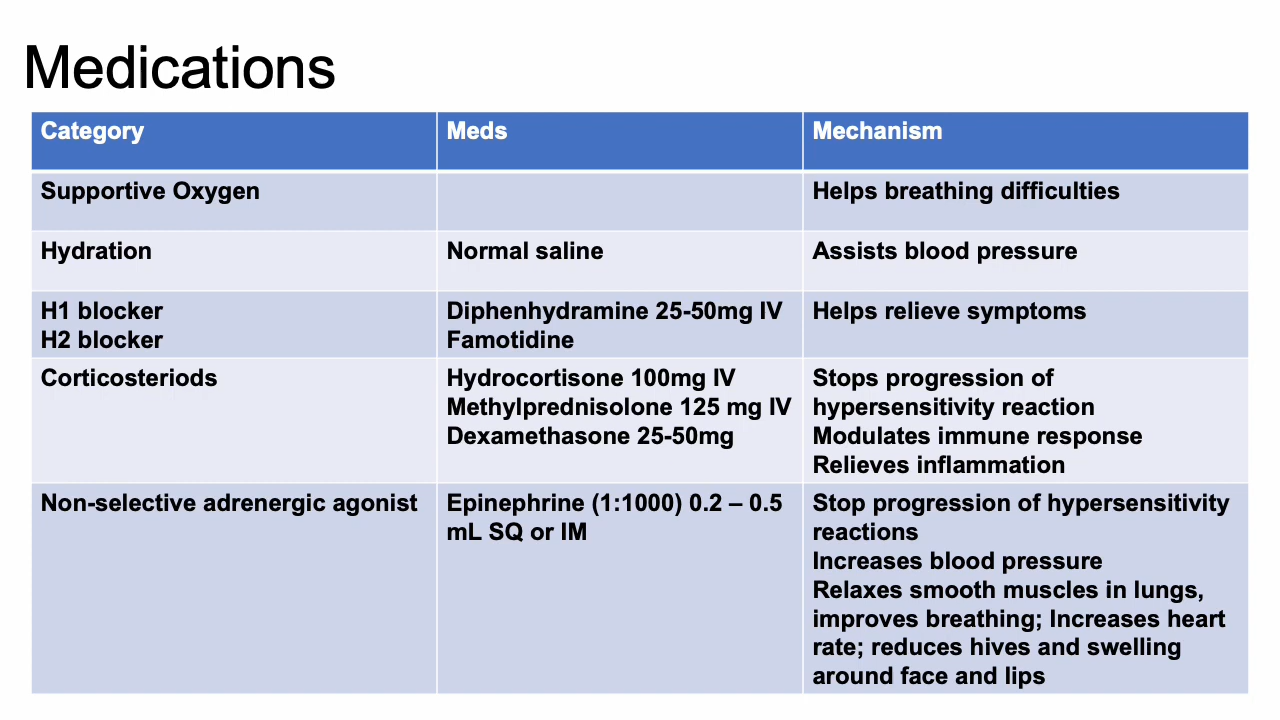 Medications
Category
Meds
Mechanism
Supportive Oxygen
Helps breathing difficulties
Hydration
Normal saline
Assists blood pressure
H1 blocker
H2 blocker
Diphenhydramine 25-50mg IV
Famotidine
Helps relieve symptoms
Corticosteriods
Hydrocortisone 100mg IV
Methylprednisolone 125 mg IV
Dexamethasone 25-50mg
Stops progression of
hypersensitivity reaction
Modulates immune response
Relieves inflammation
Non-selective adrenergic agonist
Epinephrine (1:1000) 0.2 – 0.5
mL SQ or IM
Stop progression of hypersensitivity
reactions
Increases blood pressure
Relaxes smooth muscles in lungs,
improves breathing; Increases heart
rate; reduces hives and swelling
around face and lips